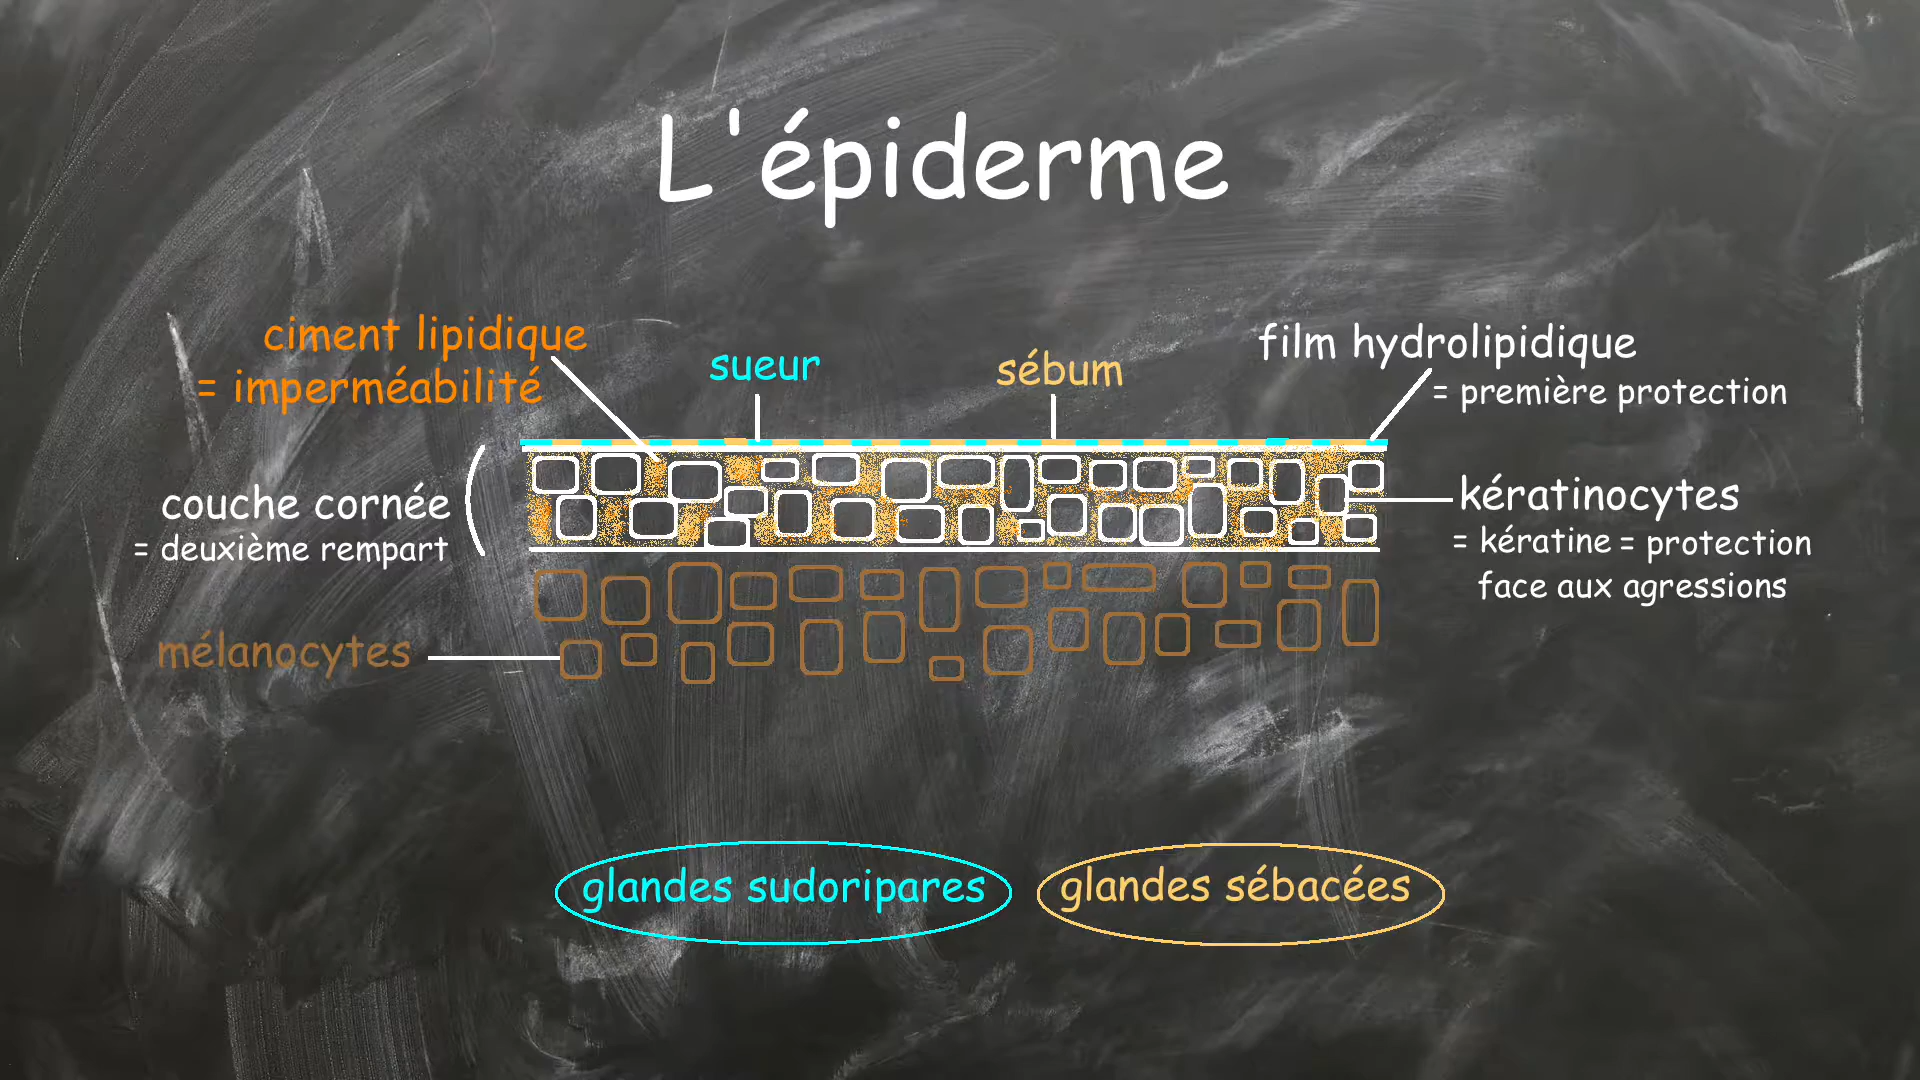 L'épiderme
ciment lipidique
= imperméabilité
sueur
sébum
film hydrolipidique
= première protection
couche cornée
= deuxième rempart
kératinocytes
= kératine = protection
face aux agressions
mélanocytes
glandes sudoripares
glandes sébacées